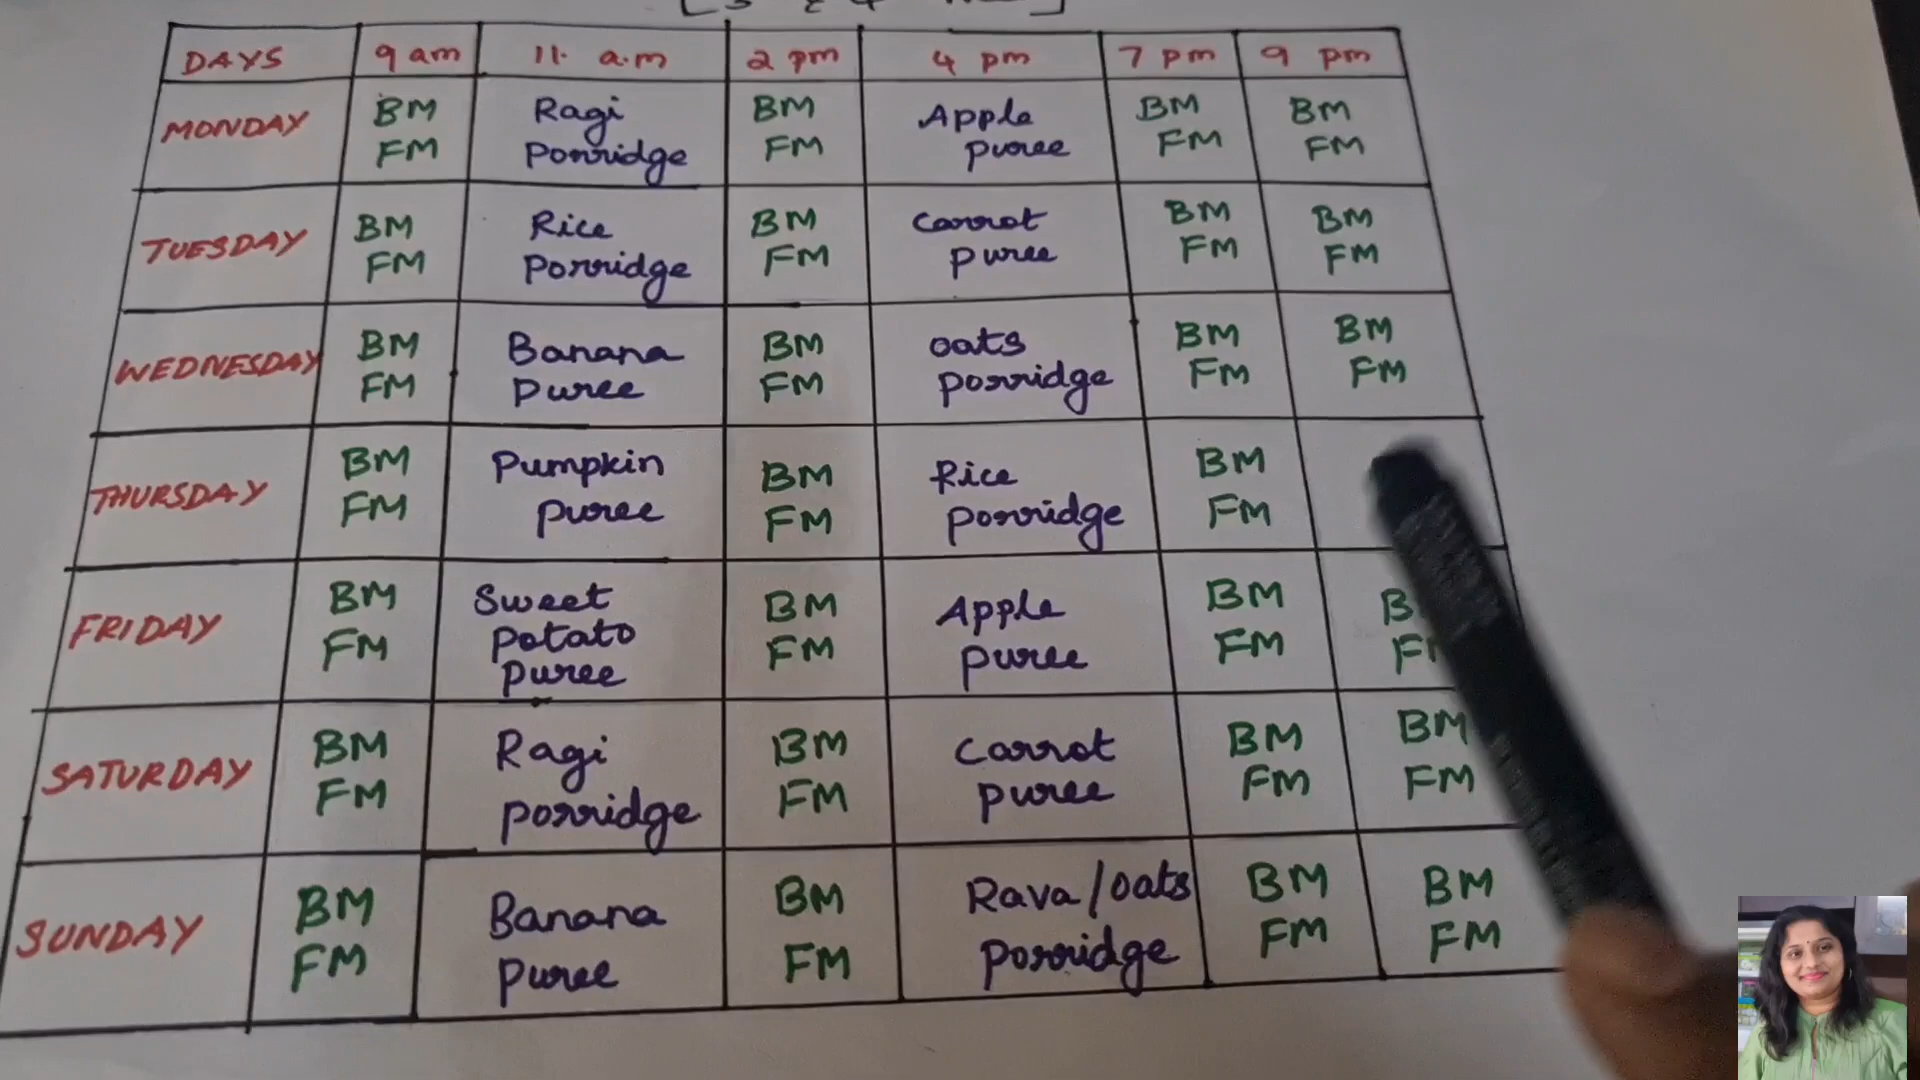 DAYS 9 am 11. a.m 2 pm 4 pm 7 pm 9 pm
MONDAY BM Ragi BM Apple BM BM
FM Porridge FM puree FM FM
TUESDAY BM Rice BM Carrot BM BM
FM Porridge FM puree FM FM
WEDNESDAY BM Banana BM oats BM BM
FM Puree FM porridge FM FM
THURSDAY BM Pumpkin BM Rice BM
FM puree FM porridge FM
FRIDAY BM Sweet BM Apple BM
FM potato FM puree FM
puree
SATURDAY BM Ragi BM Carrot BM BM
FM porridge FM puree FM FM
SUNDAY BM Banana BM Rava/oats BM BM
FM puree FM porridge FM FM